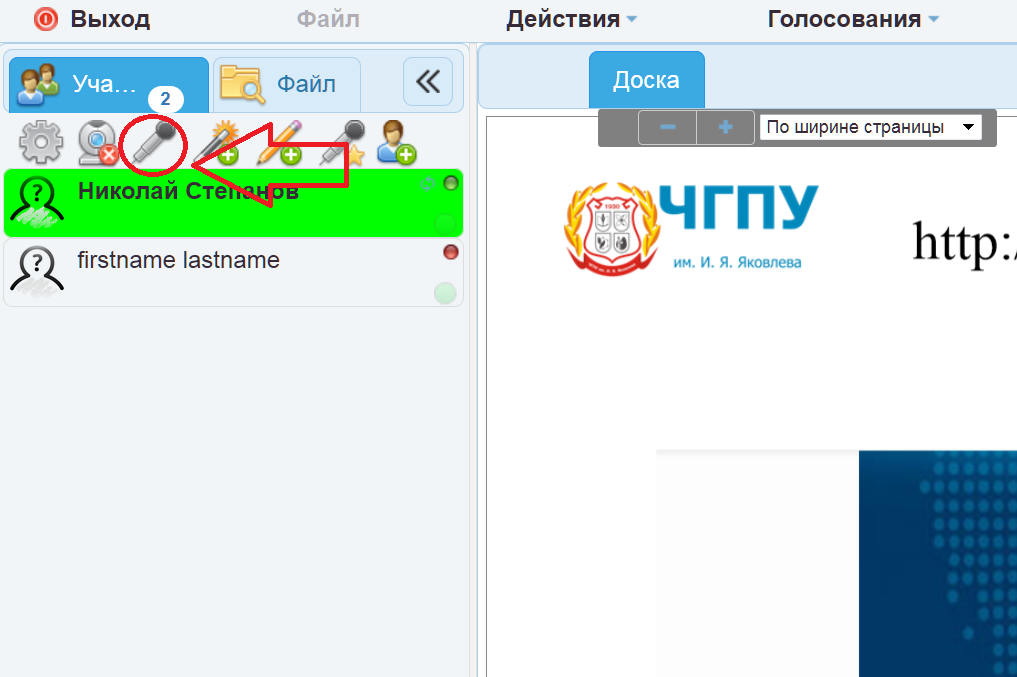 Выход Файл Действия Голосования
Уча... 2 Файл
Доска
По ширине страницы
Николай Степанов
firstname lastname
1930
ЧГПУ
им. И. Я. Яковлева
http:/